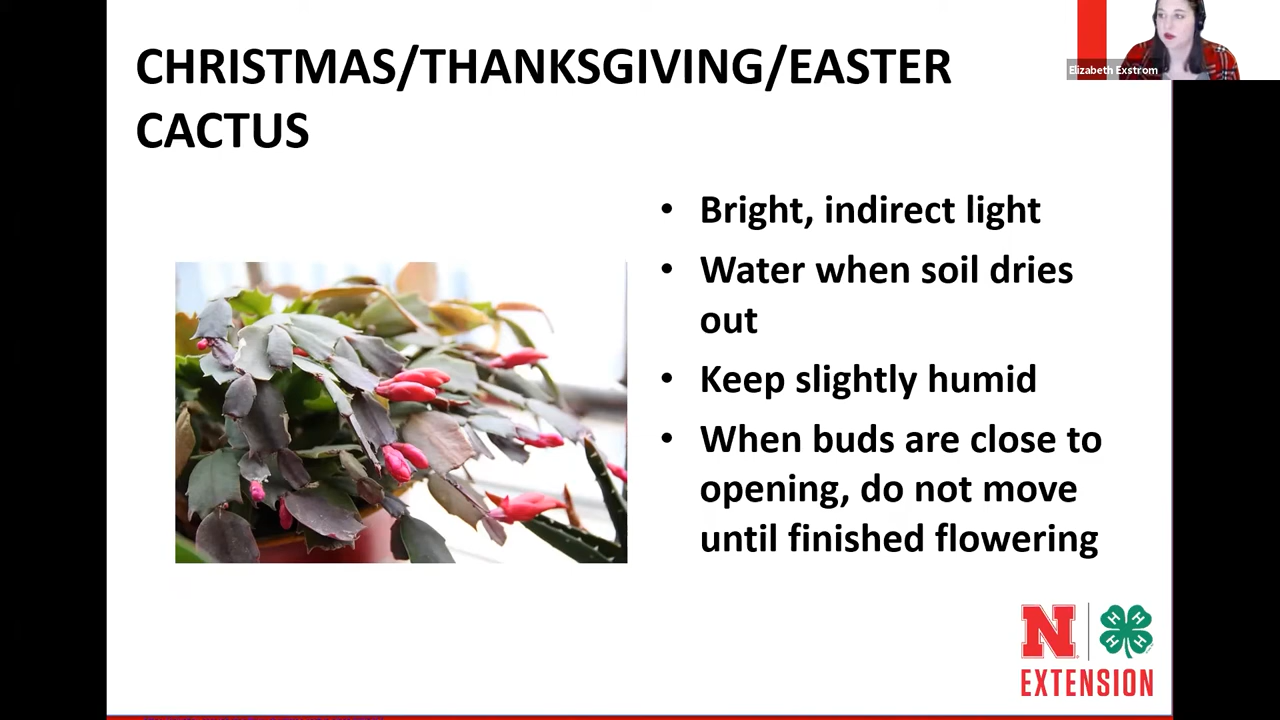 CHRISTMAS/THANKSGIVING/EASTER
CACTUS
Elizabeth Exstrom
• Bright, indirect light
• Water when soil dries
out
• Keep slightly humid
• When buds are close to
opening, do not move
until finished flowering
N
H H H H
EXTENSION